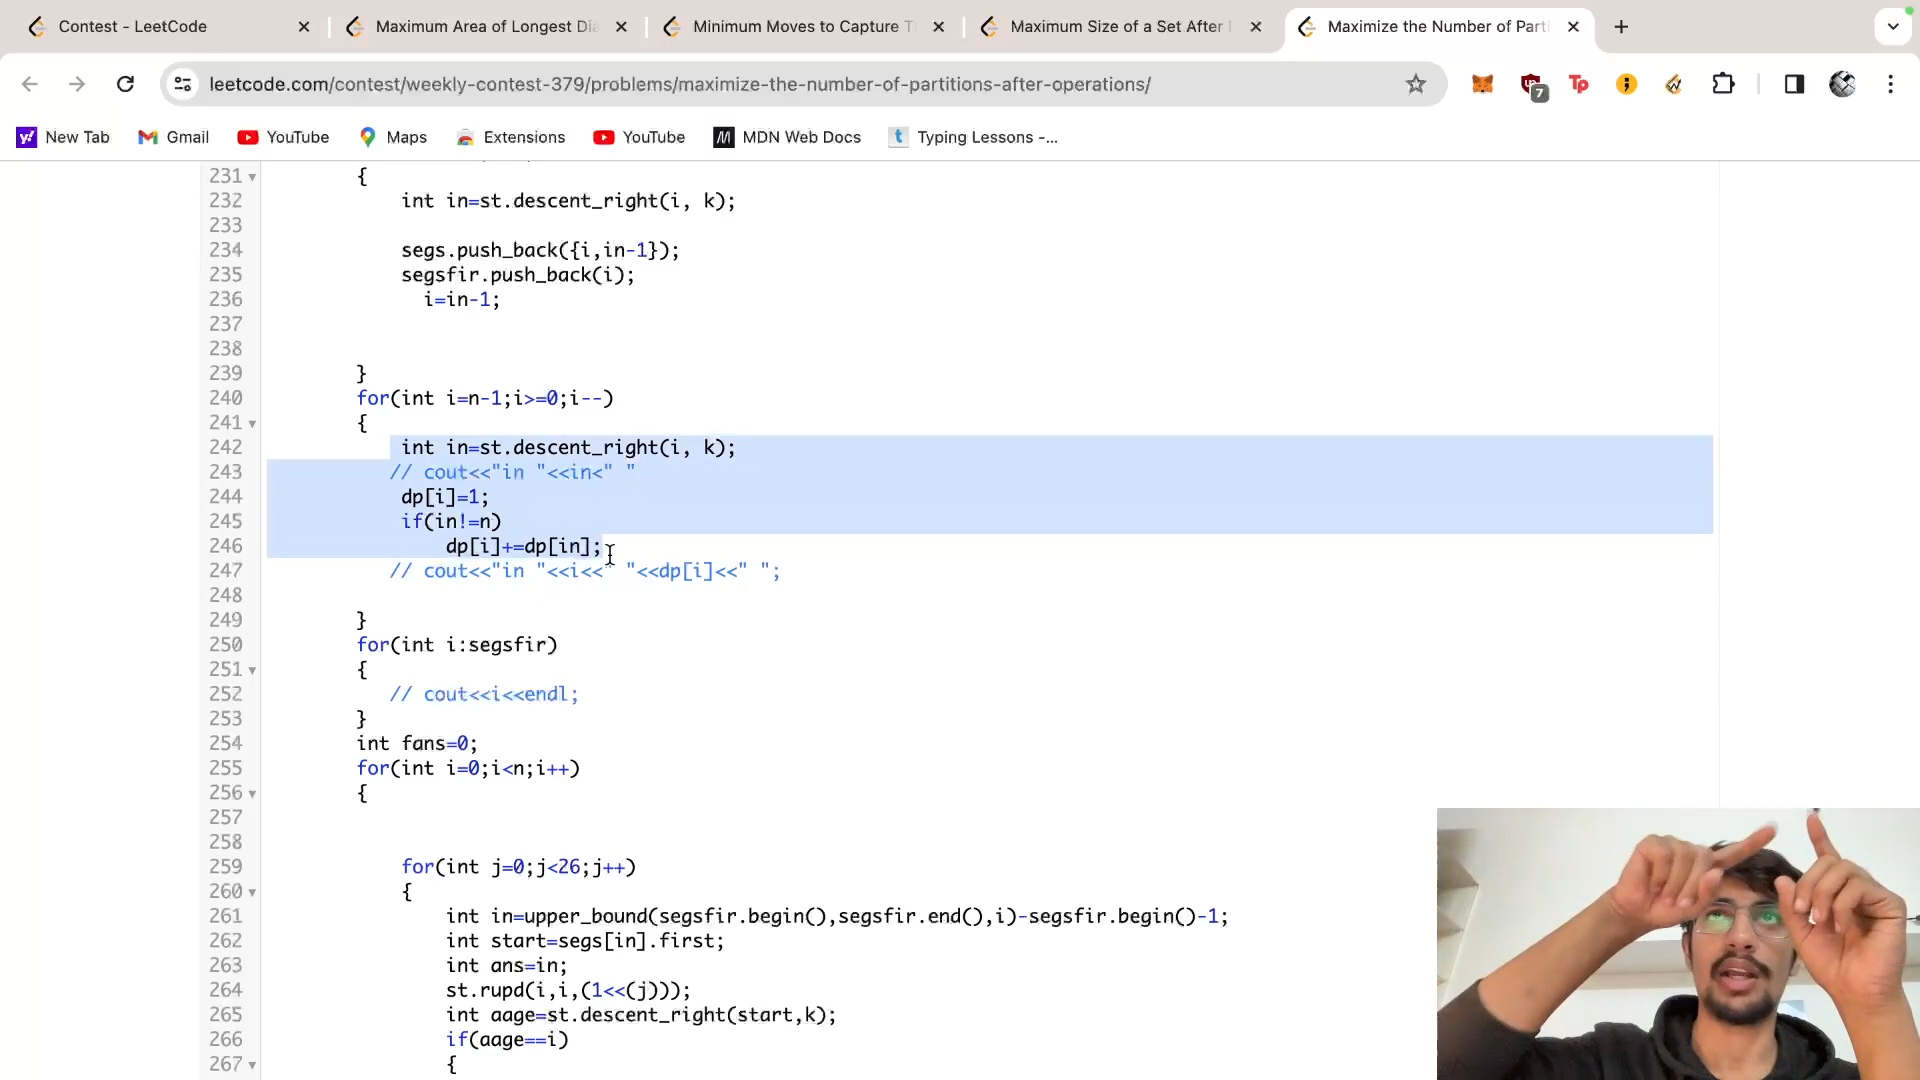 Contest - LeetCode
Maximum Area of Longest Dia
Minimum Moves to Capture T
Maximum Size of a Set After
Maximize the Number of Parti
leetcode.com/contest/weekly-contest-379/problems/maximize-the-number-of-partitions-after-operations/
7
New Tab
Gmail
YouTube
Maps
Extensions
YouTube
MDN Web Docs
Typing Lessons -...
231 {
232 int in=st.descent_right(i, k);
233
234 segs.push_back({i,in-1});
235 segsfir.push_back(i);
236 i=in-1;
237
238
239 }
240 for(int i=n-1;i>=0;i--)
241 {
242 int in=st.descent_right(i, k);
243 // cout<<"in "<<in<" "
244 dp[i]=1;
245 if(in!=n)
246 dp[i]+=dp[in];
247 // cout<<"in "<<i<<" "<<dp[i]<<" ";
248
249 }
250 for(int i:segsfir)
251 {
252 // cout<<i<<endl;
253 }
254 int fans=0;
255 for(int i=0;i<n;i++)
256 {
257
258
259 for(int j=0;j<26;j++)
260 {
261 int in=upper_bound(segsfir.begin(),segsfir.end(),i)-segsfir.begin()-1;
262 int start=segs[in].first;
263 int ans=in;
264 st.rupd(i,i,(1<<(j)));
265 int aage=st.descent_right(start,k);
266 if(aage==i)
267 {